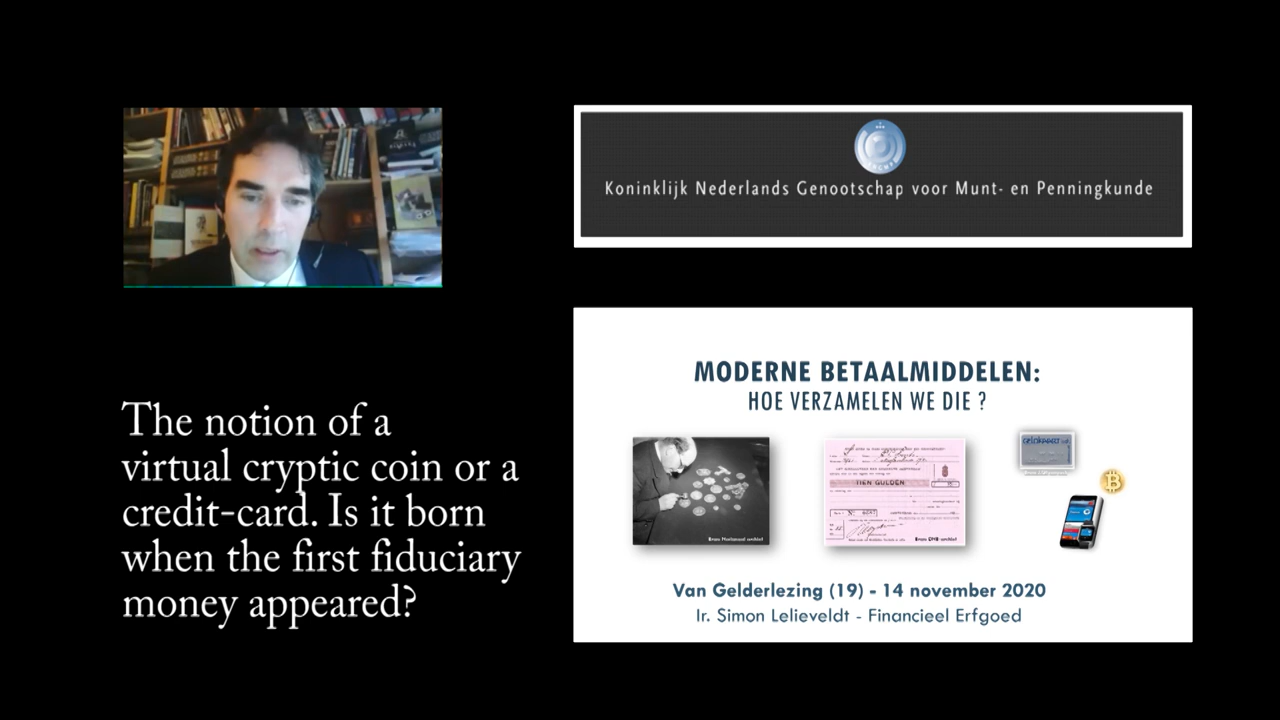 Koninklijk Nederlands Genootschap voor Munt- en Penningkunde
The notion of a
virtual cryptic coin or a
credit-card. Is it born
when the first fiduciary
money appeared?
MODERNE BETAALMIDDELEN:
HOE VERZAMELEN WE DIE ?
TIEN GULDEN
Van Gelderlezing (19) - 14 november 2020
Ir. Simon Lelieveldt - Financieel Erfgoed